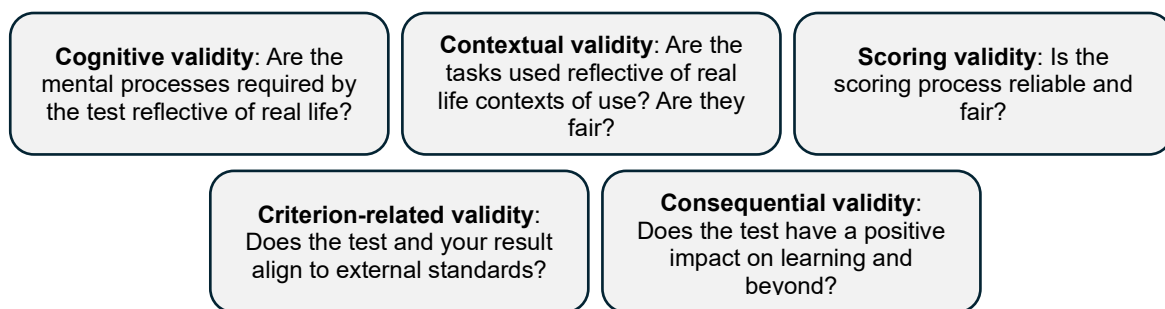 Cognitive validity: Are the
mental processes required by
the test reflective of real life?
Contextual validity: Are the
tasks used reflective of real
life contexts of use? Are they
fair?
Scoring validity: Is the
scoring process reliable and
fair?
Criterion-related validity:
Does the test and your result
align to external standards?
Consequential validity:
Does the test have a positive
impact on learning and
beyond?